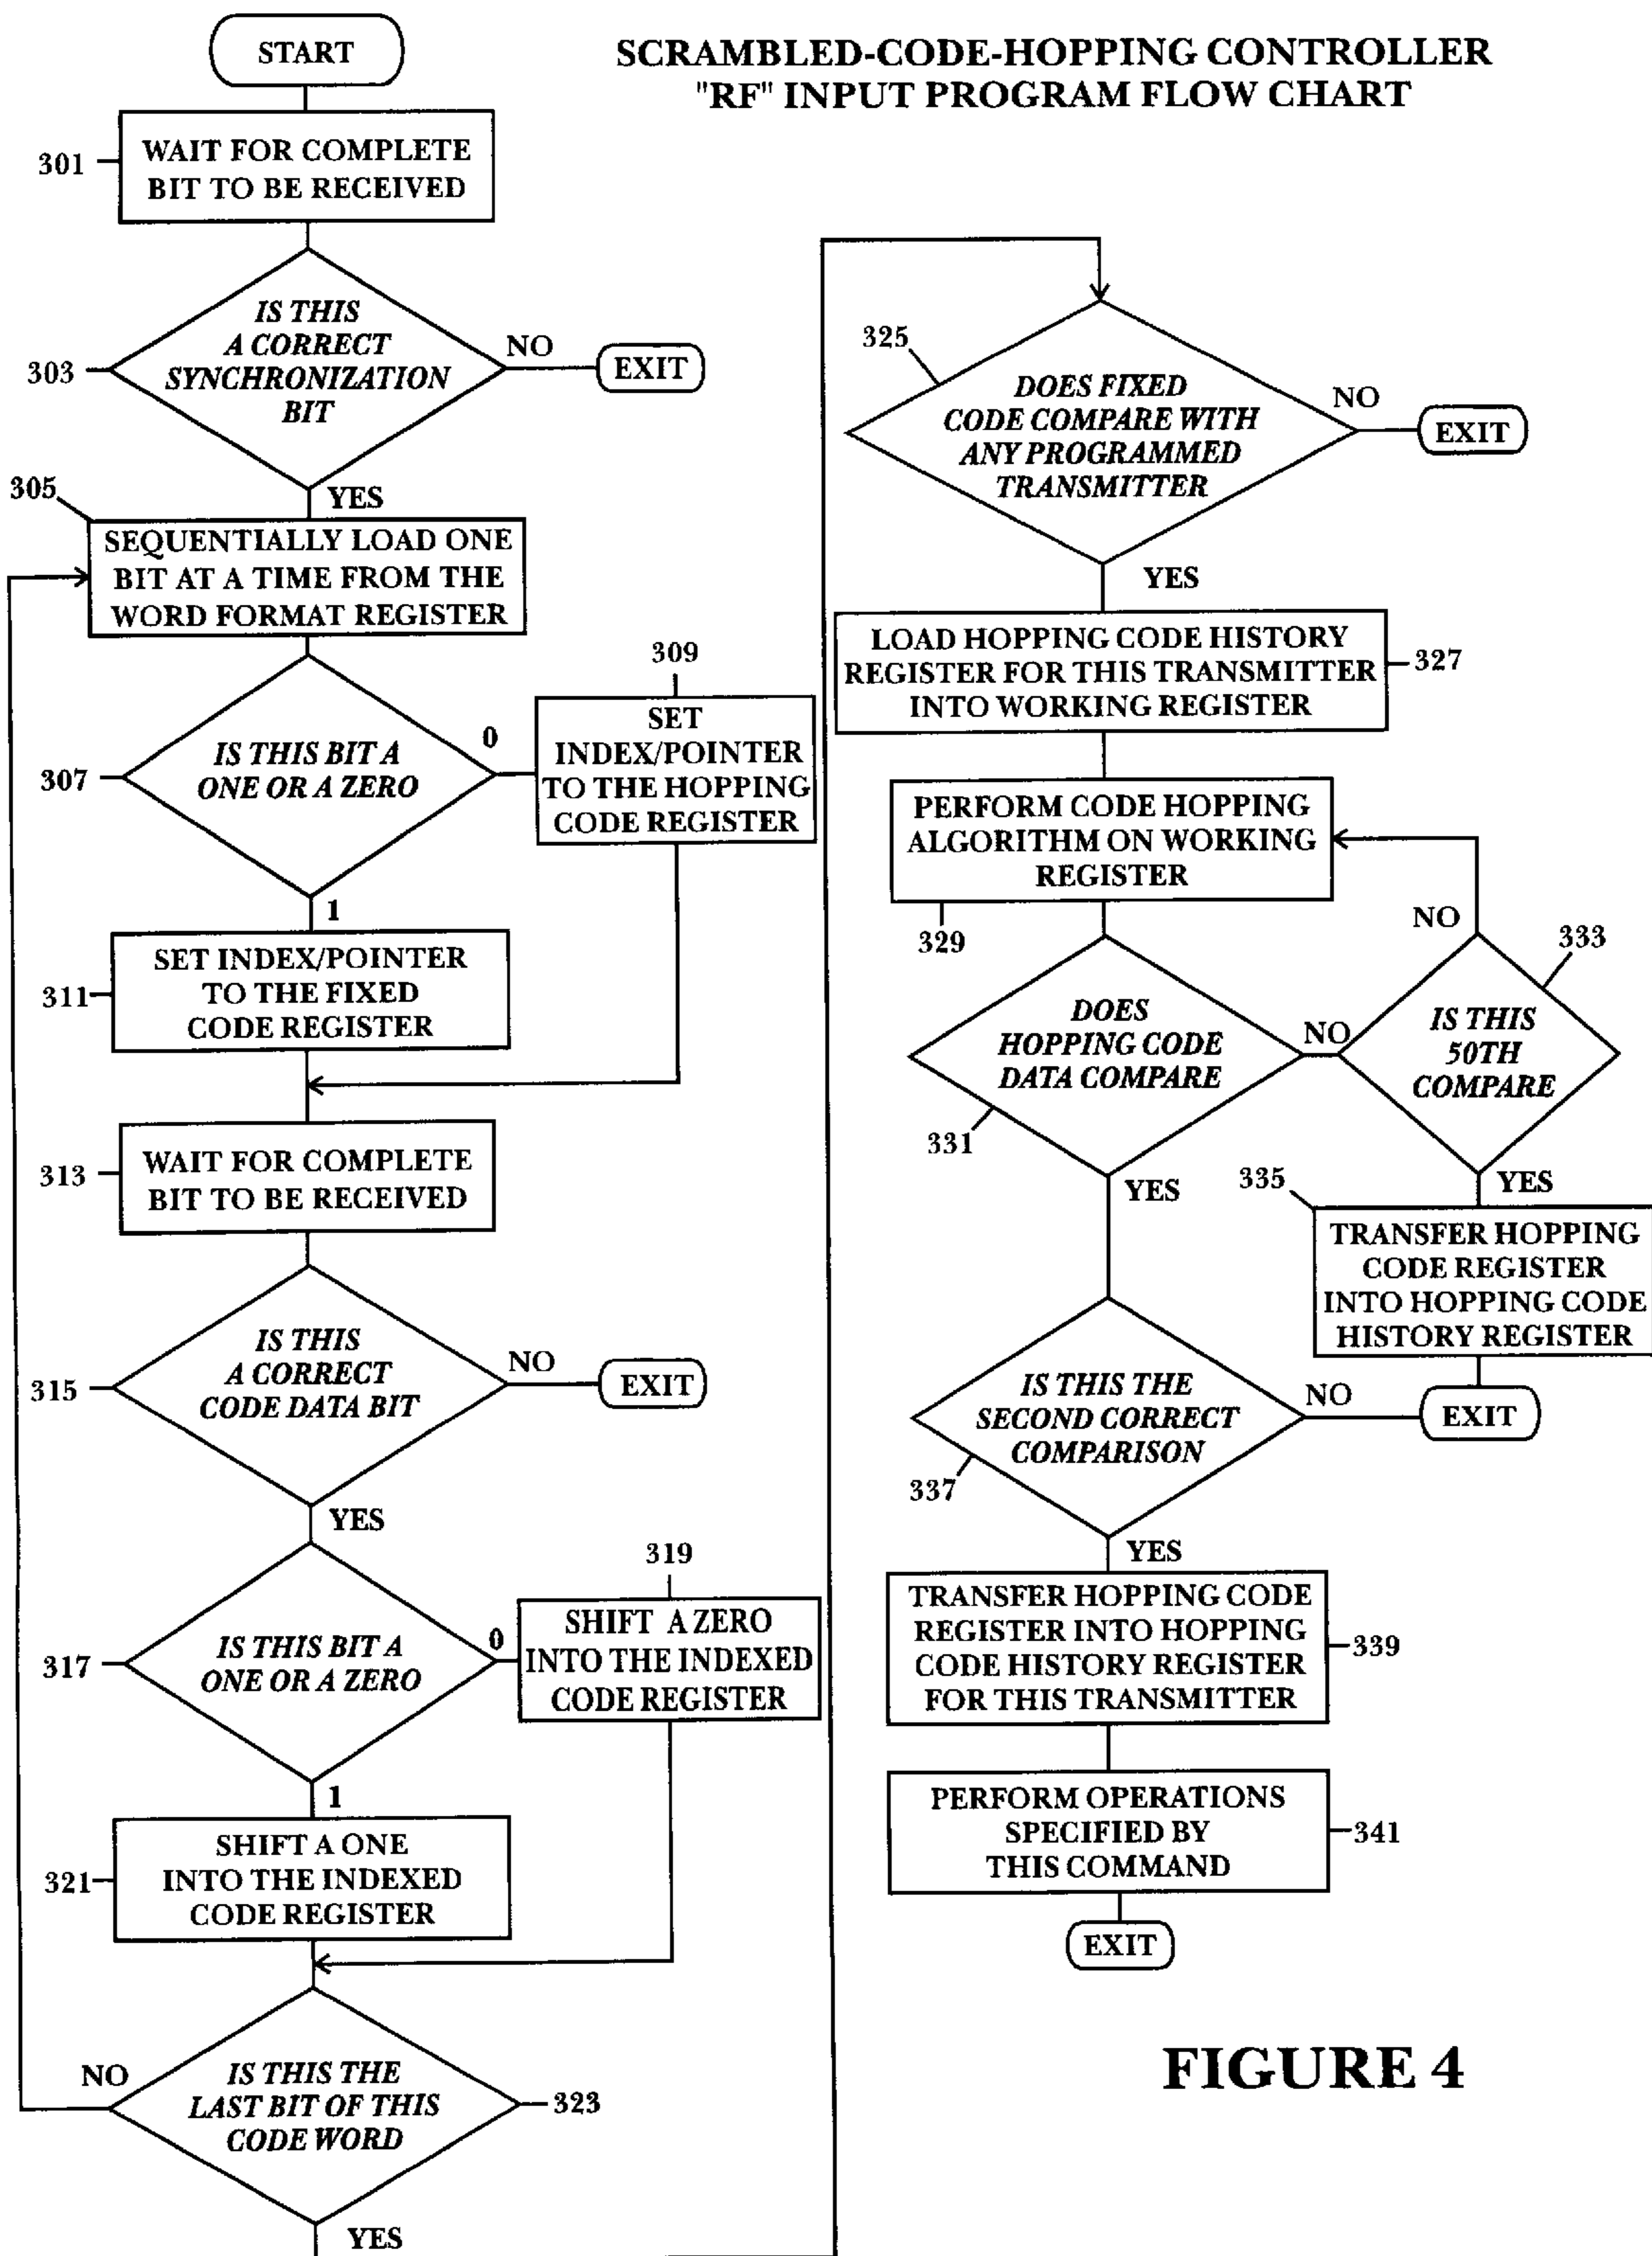 SCRAMBLED-CODE-HOPPING CONTROLLER
"RF" INPUT PROGRAM FLOW CHART
START
301
WAIT FOR COMPLETE
BIT TO BE RECEIVED
303
IS THIS
A CORRECT
SYNCHRONIZATION
BIT
NO
EXIT
YES
305
SEQUENTIALLY LOAD ONE
BIT AT A TIME FROM THE
WORD FORMAT REGISTER
307
IS THIS BIT A
ONE OR A ZERO
0
309
SET
INDEX/POINTER
TO THE HOPPING
CODE REGISTER
1
311
SET INDEX/POINTER
TO THE FIXED
CODE REGISTER
313
WAIT FOR COMPLETE
BIT TO BE RECEIVED
315
IS THIS
A CORRECT
CODE DATA BIT
NO
EXIT
YES
317
IS THIS BIT A
ONE OR A ZERO
0
319
SHIFT A ZERO
INTO THE INDEXED
CODE REGISTER
1
321
SHIFT A ONE
INTO THE INDEXED
CODE REGISTER
NO
IS THIS THE
LAST BIT OF THIS
CODE WORD
323
YES
325
DOES FIXED
CODE COMPARE WITH
ANY PROGRAMMED
TRANSMITTER
NO
EXIT
YES
LOAD HOPPING CODE HISTORY
REGISTER FOR THIS TRANSMITTER
INTO WORKING REGISTER
327
PERFORM CODE HOPPING
ALGORITHM ON WORKING
REGISTER
329
NO
333
DOES
HOPPING CODE
DATA COMPARE
NO
IS THIS
50TH
COMPARE
331
YES
335
YES
TRANSFER HOPPING
CODE REGISTER
INTO HOPPING CODE
HISTORY REGISTER
IS THIS THE
SECOND CORRECT
COMPARISON
NO
EXIT
337
YES
TRANSFER HOPPING CODE
REGISTER INTO HOPPING
CODE HISTORY REGISTER
FOR THIS TRANSMITTER
339
PERFORM OPERATIONS
SPECIFIED BY
THIS COMMAND
341
EXIT
FIGURE 4